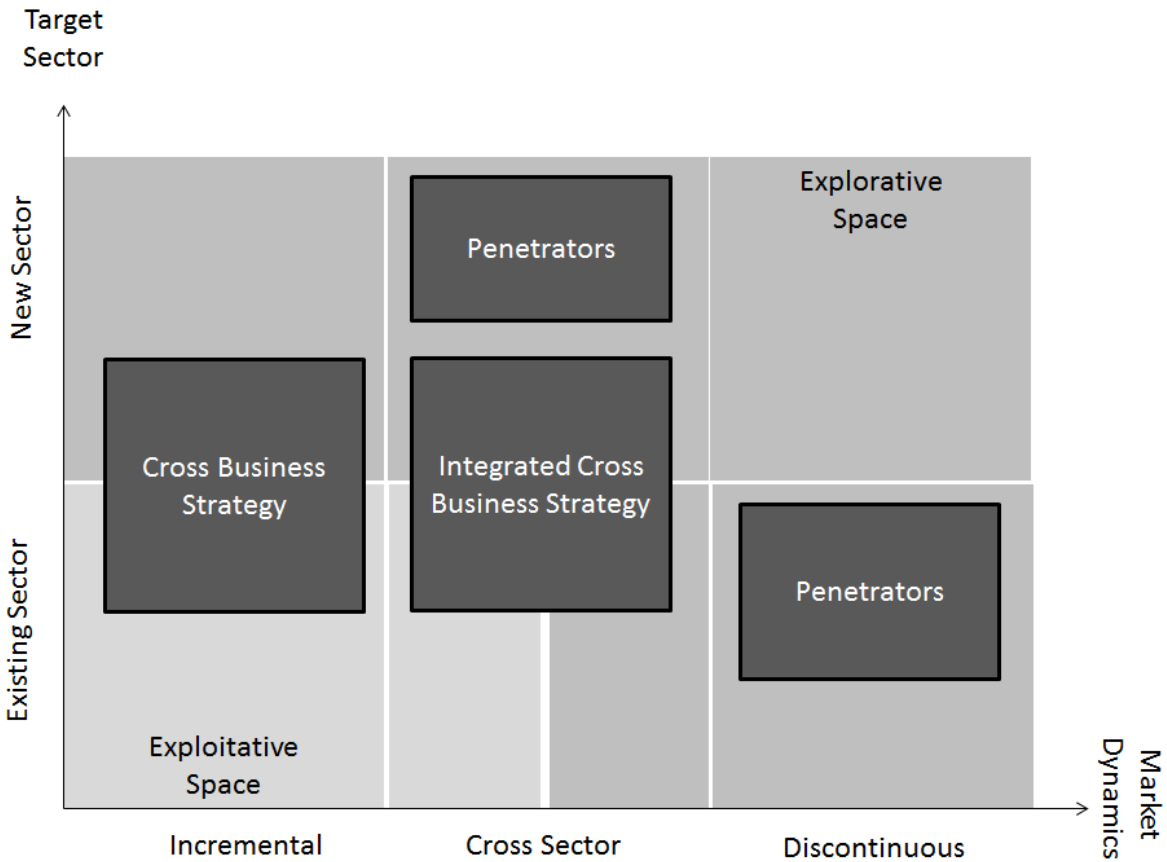 Target
Sector
New Sector
Existing Sector
Explorative
Space
Penetrators
Cross Business
Strategy
Integrated Cross
Business Strategy
Penetrators
Exploitative
Space
Incremental
Cross Sector
Discontinuous
Market
Dynamics